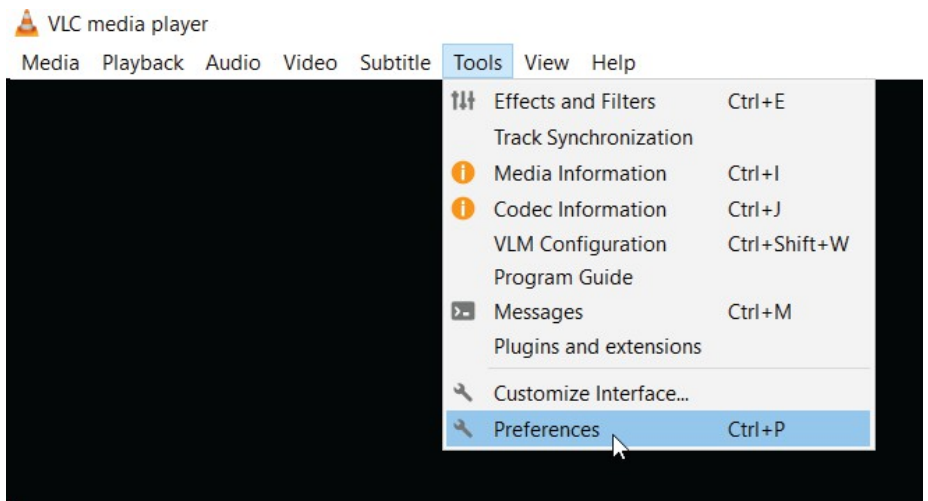 VLC media player
Media Playback Audio Video Subtitle Tools View Help
Effects and Filters Ctrl+E
Track Synchronization
Media Information Ctrl+I
Codec Information Ctrl+J
VLM Configuration Ctrl+Shift+W
Program Guide
Messages Ctrl+M
Plugins and extensions
Customize Interface...
Preferences Ctrl+P